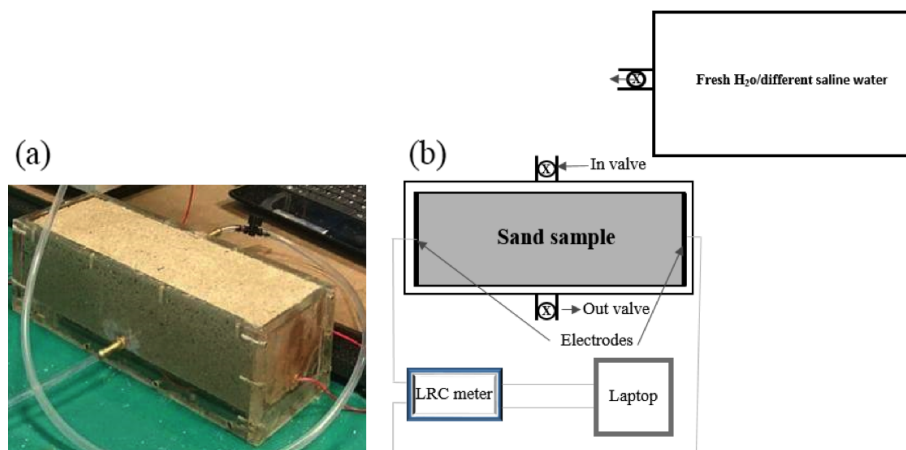 Fresh H₂o/different saline water
(a)
(b)
In valve
Sand sample
Out valve
Electrodes
LRC meter
Laptop
X
X
X